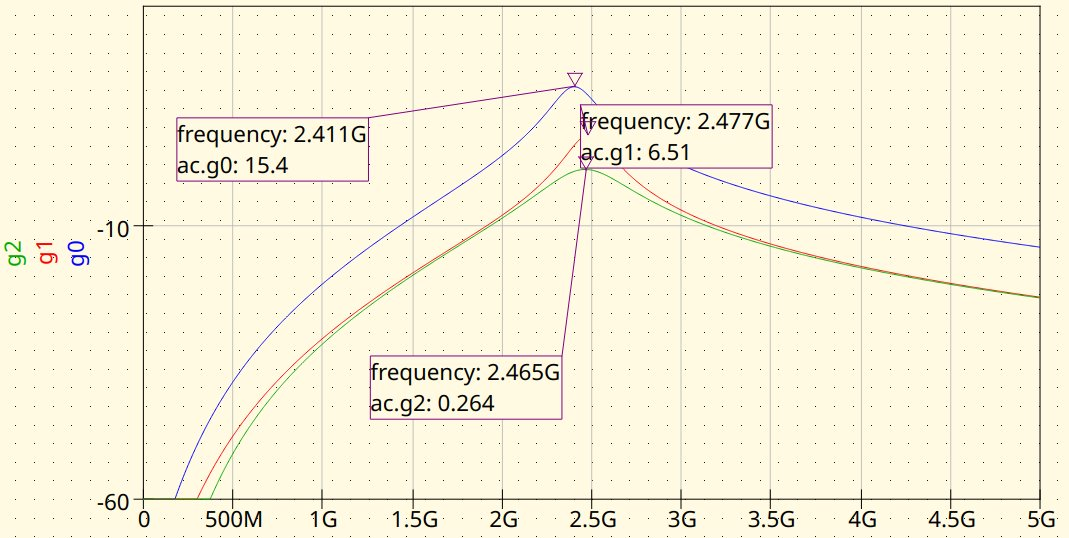 frequency: 2.411G
ac.g0: 15.4
frequency: 2.477G
ac.g1: 6.51
-10
g2
g1
g0
frequency: 2.465G
ac.g2: 0.264
-60
0 500M 1G 1.5G 2G 2.5G 3G 3.5G 4G 4.5G 5G